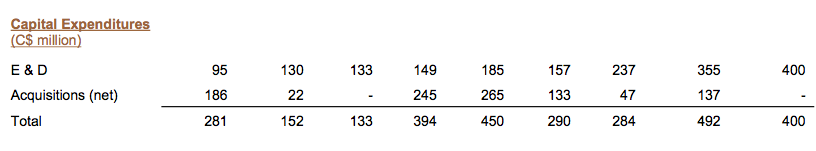 Capital Expenditures
(C$ million)
E & D 95 130 133 149 185 157 237 355 400
Acquisitions (net) 186 22 - 245 265 133 47 137 -
Total 281 152 133 394 450 290 284 492 400